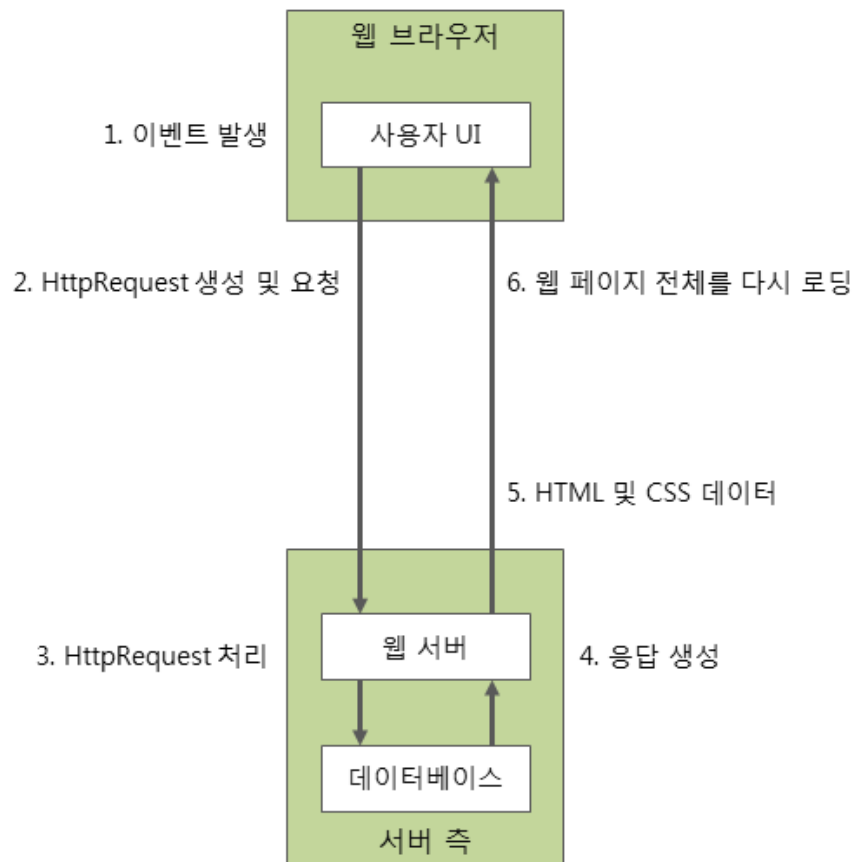 웹 브라우저
1. 이벤트 발생
사용자 UI
2. HttpRequest 생성 및 요청
6. 웹 페이지 전체를 다시 로딩
5. HTML 및 CSS 데이터
3. HttpRequest 처리
웹 서버
4. 응답 생성
데이터베이스
서버 측